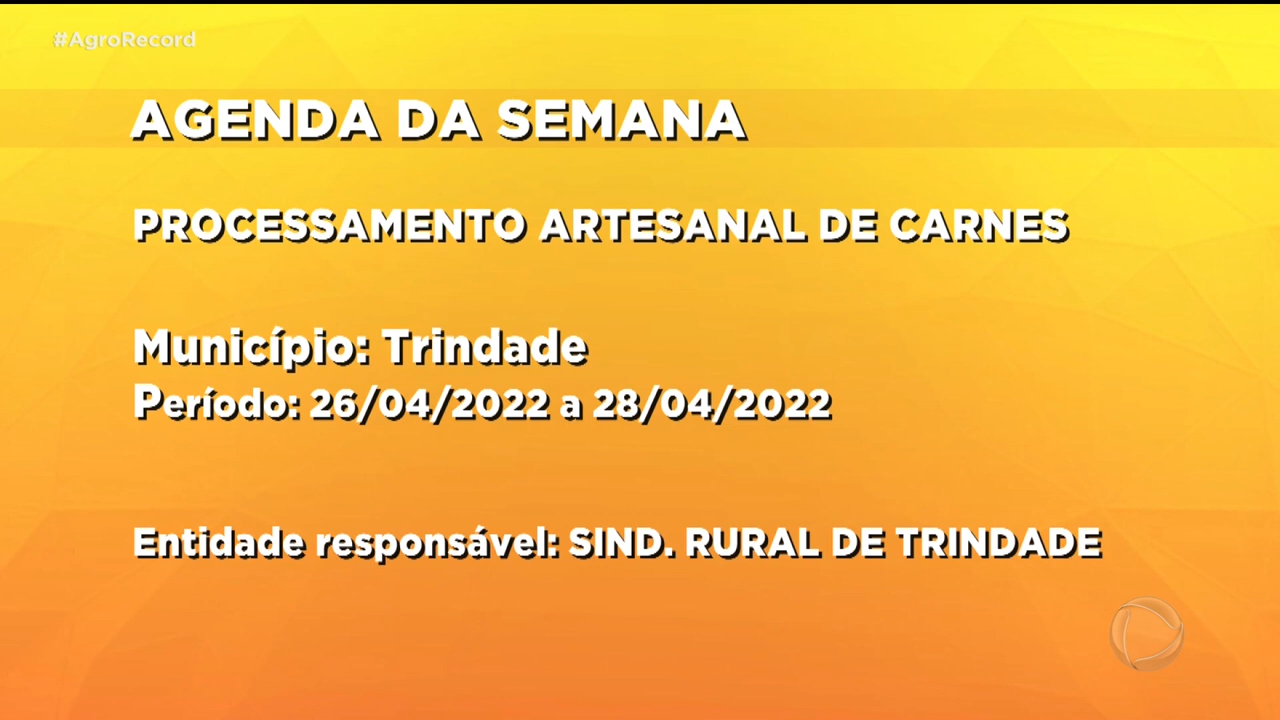 #AgroRecord
AGENDA DA SEMANA
PROCESSAMENTO ARTESANAL DE CARNES
Município: Trindade
Período: 26/04/2022 a 28/04/2022
Entidade responsável: SIND. RURAL DE TRINDADE